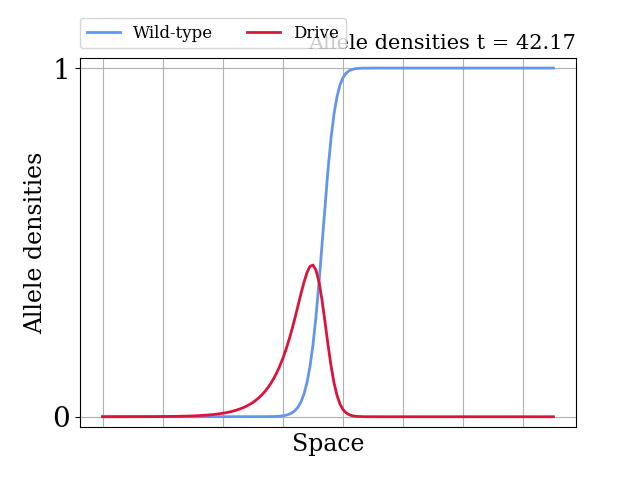 Wild-type
Drive
Allele densities t = 42.17
1
Allele densities
0
Space